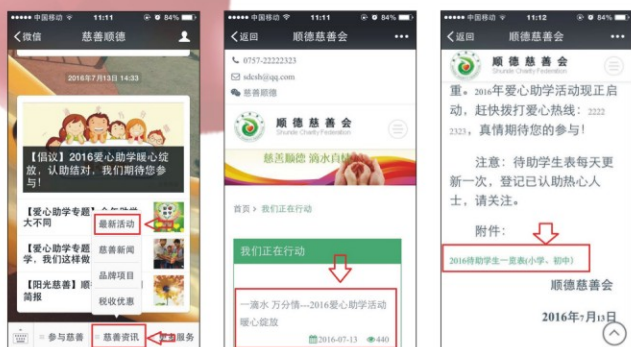 中国移动 11:11 84%
微信 慈善顺德
2016年7月13日 14:33
【倡议】2016爱心助学暖心绽
放，认助结对，我们期待您参
与！
【爱心助学专题
大不同
【爱心助学专题
学，我们这样做
【阳光慈善】顺
简报
最新活动
慈善新闻
品牌项目
税收优惠
参与慈善 慈善资讯 服务
中国移动 11:11 84%
返回 顺德慈善会
0757-22222323
sdcsh@qq.com
慈善顺德
顺德慈善会
Shunde Charity Federation
慈善顺德 滴水
首页 > 我们正在行动
我们正在行动
一滴水 万分情---2016爱心助学活动
暖心绽放
2016-07-13 440
中国移动 11:12 84%
返回 顺德慈善会
顺德慈善会
Shunde Charity Federation
重。2016年爱心助学活动现正启
动，赶快拨打爱心热线：2222
2323，真情期待您的参与！
注意：待助学生表每天更
新一次，登记已认助热心人
士，请关注。
附件：
2016待助学生一览表(小学、初中)
顺德慈善会
2016年7月13日